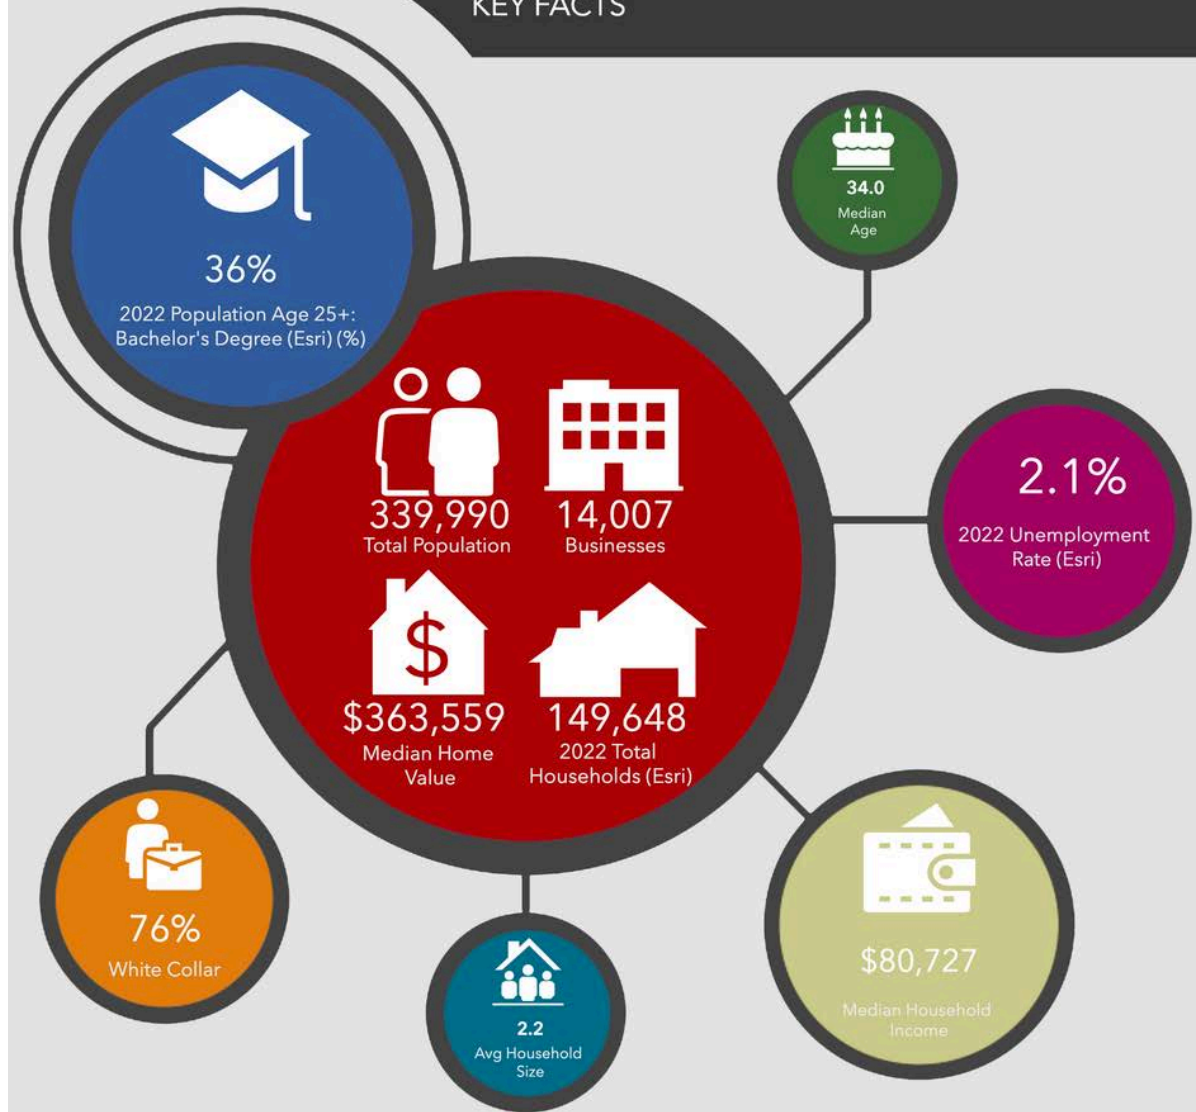 KEY FACTS
36%
2022 Population Age 25+:
Bachelor's Degree (Esri) (%)
34.0
Median
Age
339,990
Total Population
14,007
Businesses
2.1%
2022 Unemployment
Rate (Esri)
$
$363,559
Median Home
Value
149,648
2022 Total
Households (Esri)
76%
White Collar
2.2
Avg Household
Size
$80,727
Median Household
Income